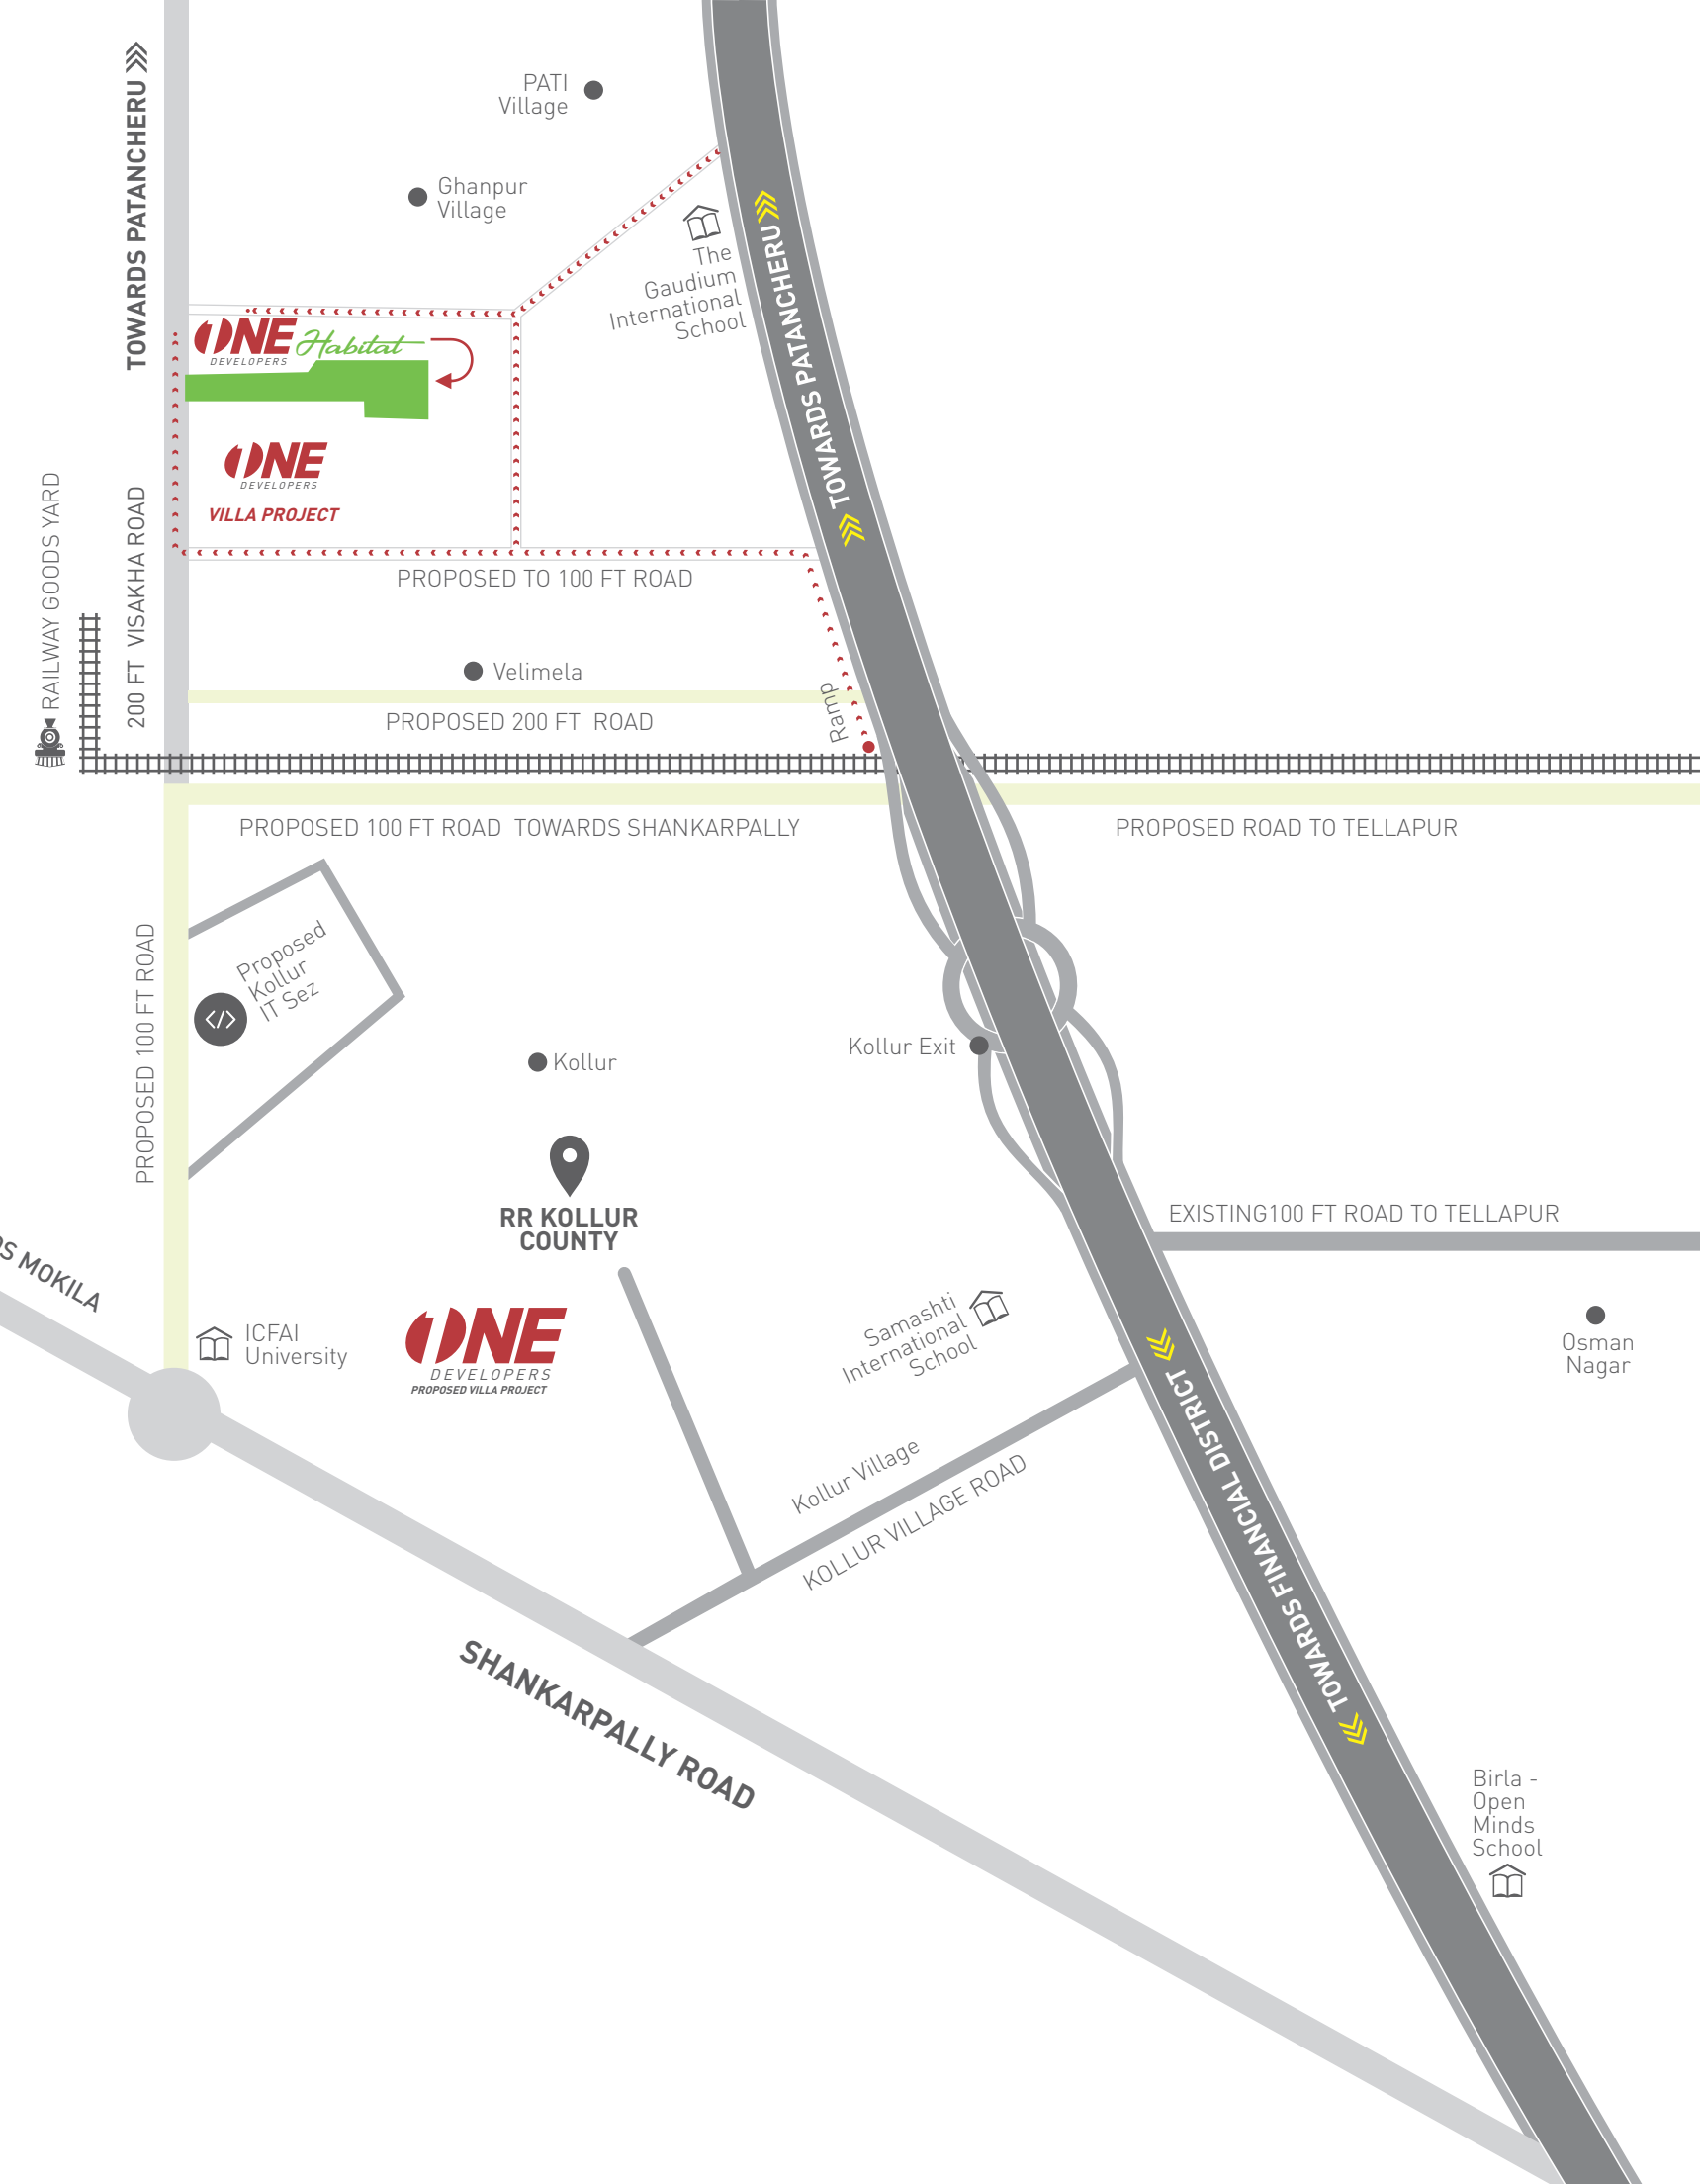 TOWARDS PATANCHERU
PATI
Village
Ghanpur
Village
The
Gaudium
International
School
TOWARDS PATANCHERU
ONE
DEVELOPERS
Habitat
ONE
DEVELOPERS
VILLA PROJECT
RAILWAY GOODS YARD
200 FT VISAKHA ROAD
PROPOSED TO 100 FT ROAD
Velimela
PROPOSED 200 FT ROAD
Ramp
PROPOSED 100 FT ROAD TOWARDS SHANKARPALLY
PROPOSED ROAD TO TELLAPUR
PROPOSED 100 FT ROAD
Proposed
Kollur
IT Sez
Kollur
Kollur Exit
RR KOLLUR
COUNTY
EXISTING100 FT ROAD TO TELLAPUR
DS MOKILA
ICFAI
University
ONE
DEVELOPERS
PROPOSED VILLA PROJECT
Samashti
International
School
Osman
Nagar
TOWARDS FINANCIAL DISTRICT
Kollur Village
KOLLUR VILLAGE ROAD
SHANKARPALLY ROAD
Birla -
Open
Minds
School